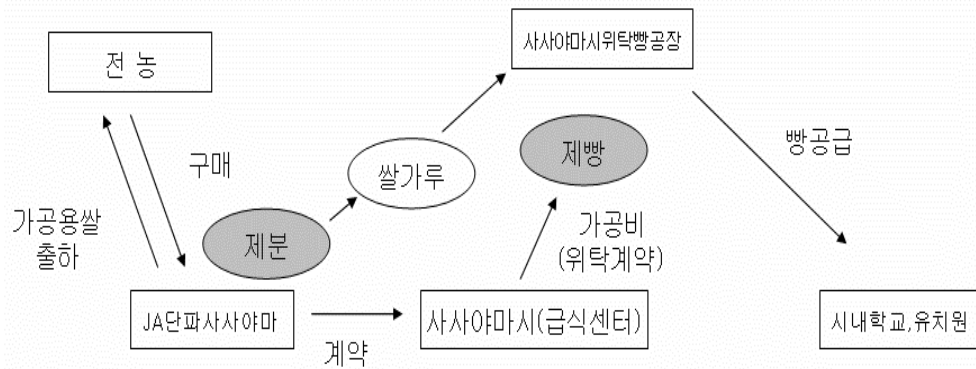 사사야마시위탁빵공장
전 농
제빵
빵공급
구매
쌀가루
가공용쌀
출하
제분
가공비
(위탁계약)
JA단파사사야마
사사야마시(급식센터)
시내학교,유치원
계약